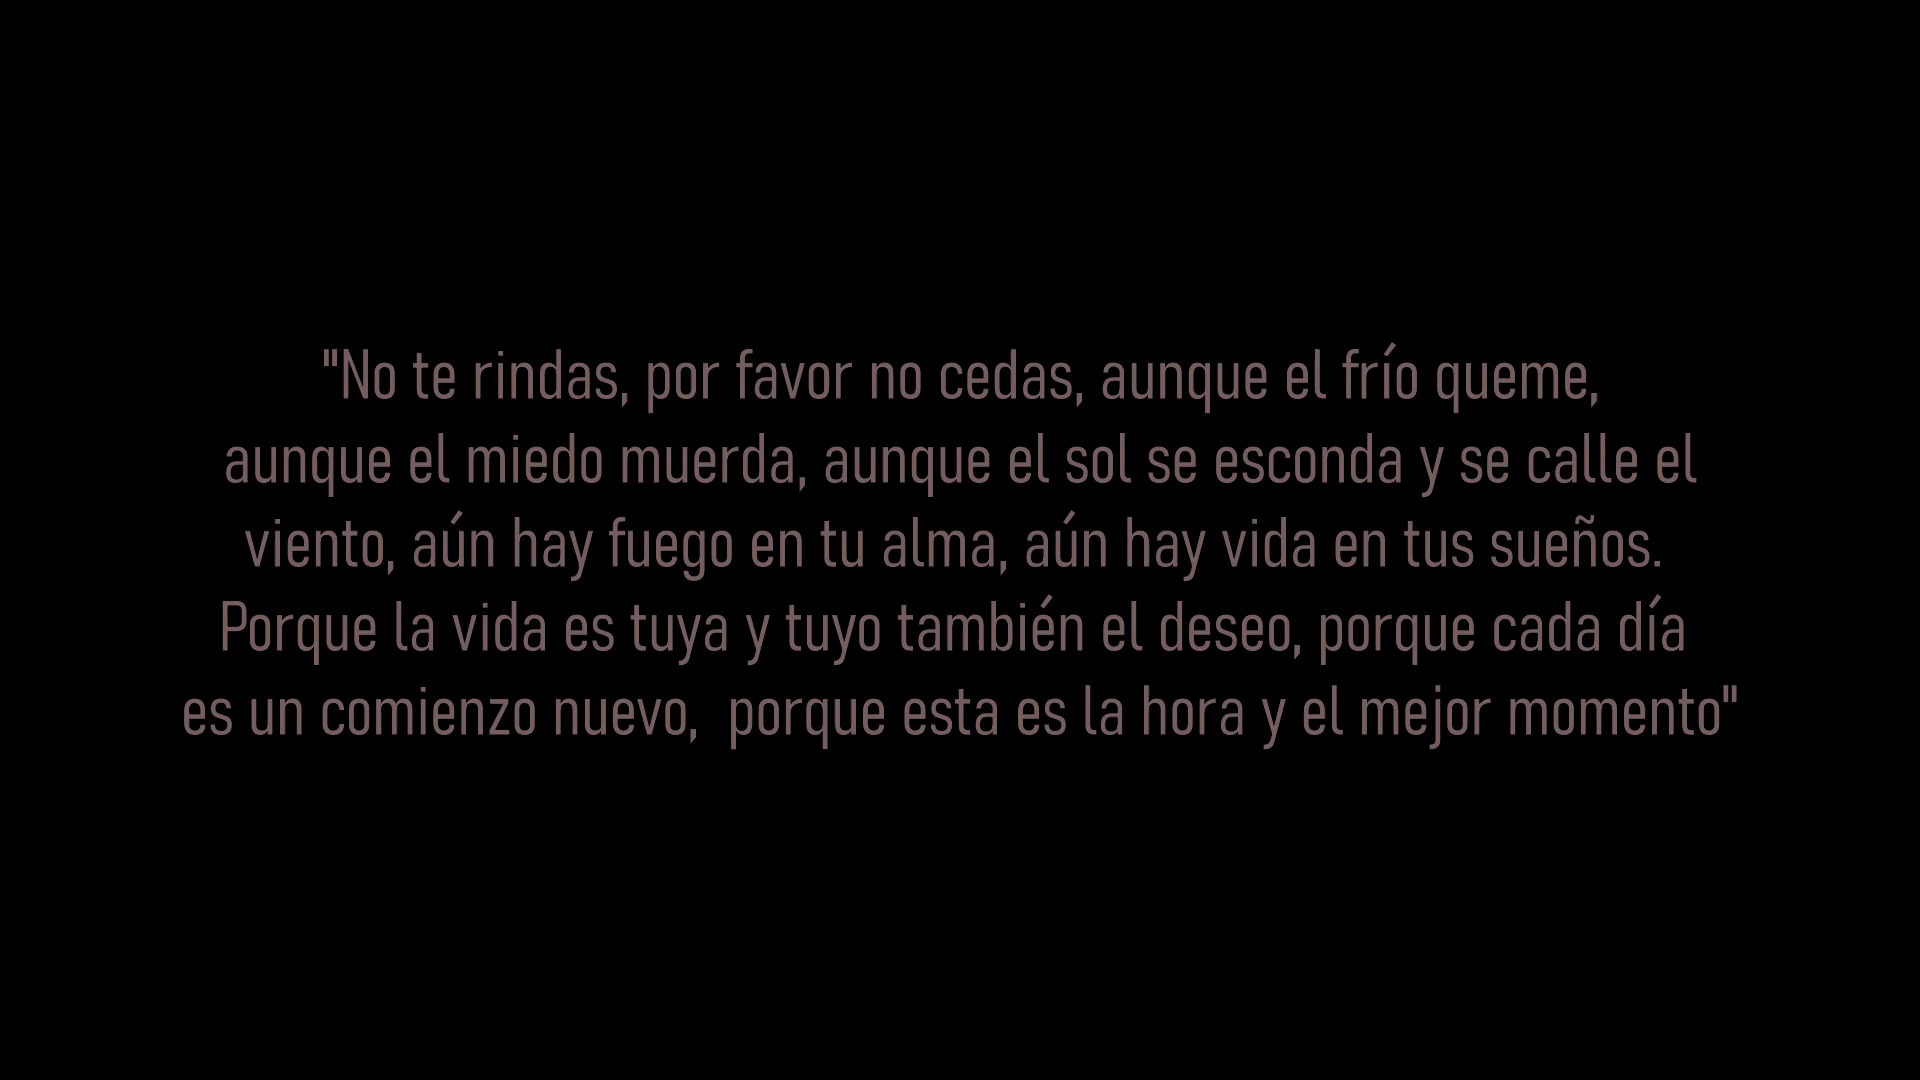 "No te rindas, por favor no cedas, aunque el frío queme,
aunque el miedo muerda, aunque el sol se esconda y se calle el
viento, aún hay fuego en tu alma, aún hay vida en tus sueños.
Porque la vida es tuya y tuyo también el deseo, porque cada día
es un comienzo nuevo,  porque esta es la hora y el mejor momento"